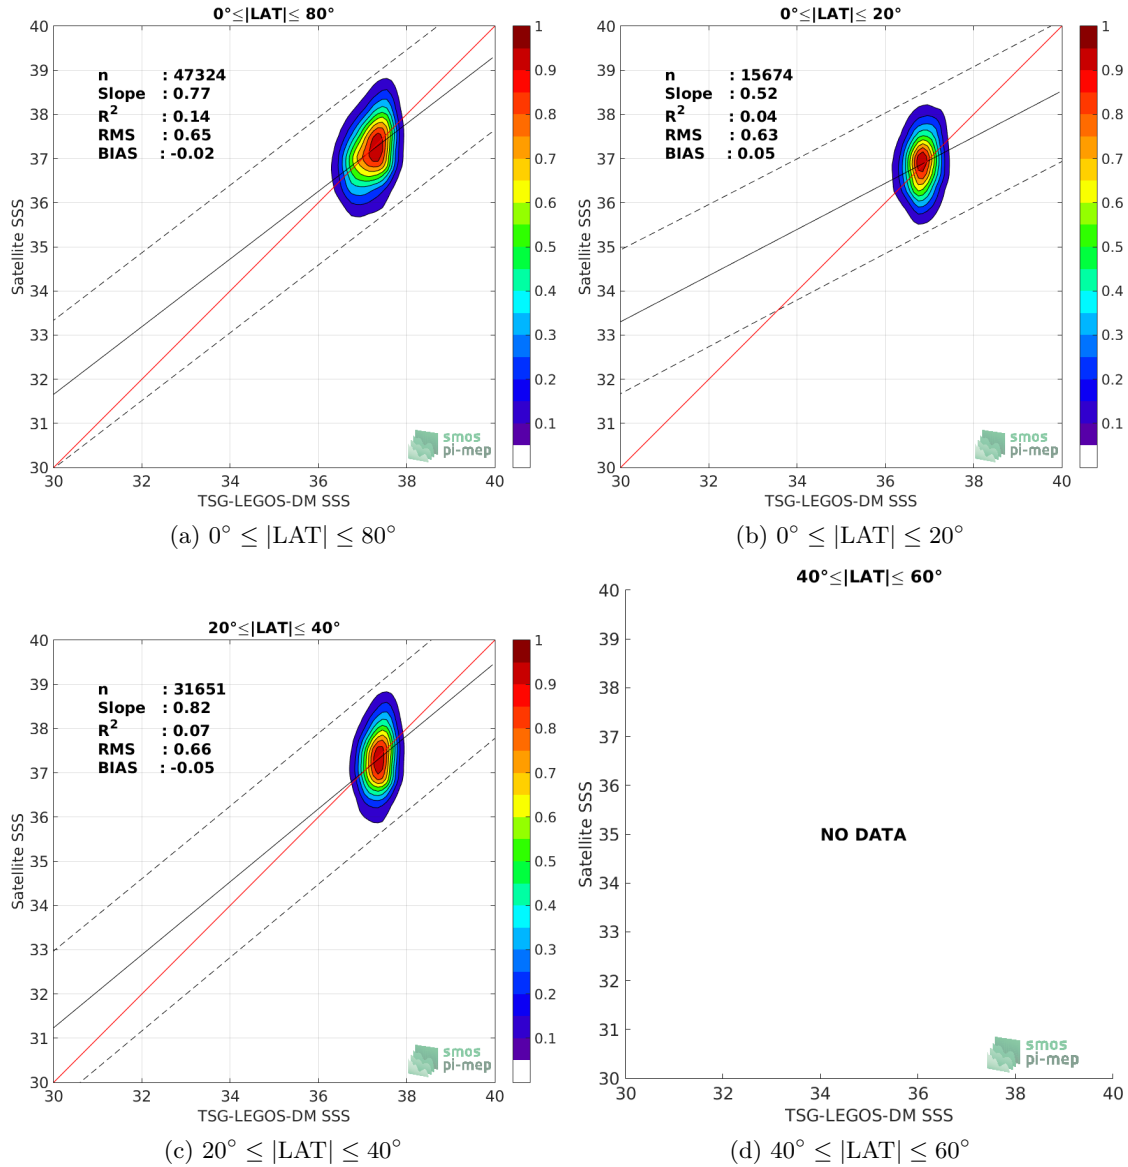 0°≤|LAT|≤ 80°
40
39
38
37
36
35
34
33
32
31
30
Satellite SSS
n : 47324
Slope : 0.77
R² : 0.14
RMS : 0.65
BIAS : -0.02
smos
pi-mep
30 32 34 36 38 40
TSG-LEGOS-DM SSS
1
0.9
0.8
0.7
0.6
0.5
0.4
0.3
0.2
0.1
(a) 0° ≤ |LAT| ≤ 80°
0°≤|LAT|≤ 20°
40
39
38
37
36
35
34
33
32
31
30
Satellite SSS
n : 15674
Slope : 0.52
R² : 0.04
RMS : 0.63
BIAS : 0.05
smos
pi-mep
30 32 34 36 38 40
TSG-LEGOS-DM SSS
1
0.9
0.8
0.7
0.6
0.5
0.4
0.3
0.2
0.1
(b) 0° ≤ |LAT| ≤ 20°
20°≤|LAT|≤ 40°
40
39
38
37
36
35
34
33
32
31
30
Satellite SSS
n : 31651
Slope : 0.82
R² : 0.07
RMS : 0.66
BIAS : -0.05
smos
pi-mep
30 32 34 36 38 40
TSG-LEGOS-DM SSS
1
0.9
0.8
0.7
0.6
0.5
0.4
0.3
0.2
0.1
(c) 20° ≤ |LAT| ≤ 40°
40°≤|LAT|≤ 60°
40
39
38
37
36
35
34
33
32
31
30
Satellite SSS
NO DATA
smos
pi-mep
30 32 34 36 38 40
TSG-LEGOS-DM SSS
(d) 40° ≤ |LAT| ≤ 60°